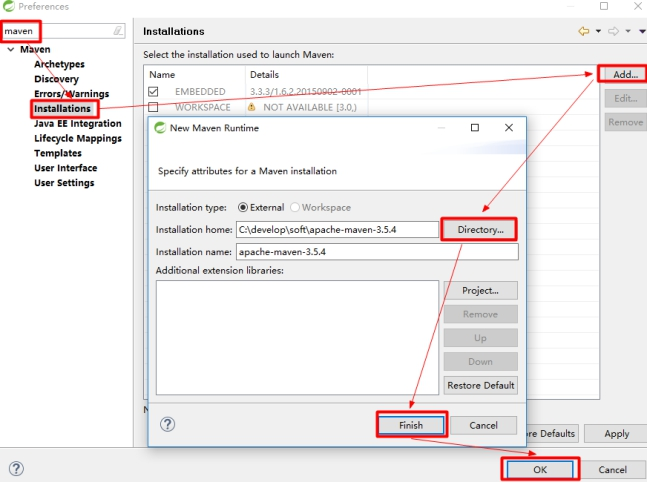 Preferences
maven
Installations
Maven
Archetypes
Discovery
Errors/Warnings
Installations
Java EE Integration
Lifecycle Mappings
Templates
User Interface
User Settings
Select the installation used to launch Maven:
Name Details
EMBEDDED 3.3.3/1.6.2.20150902-0001
WORKSPACE NOT AVAILABLE [3.0,)
Add...
Edit...
Remove
New Maven Runtime
Specify attributes for a Maven installation
Installation type: External Workspace
Installation home: C:\develop\soft\apache-maven-3.5.4 Directory...
Installation name: apache-maven-3.5.4
Additional extension libraries:
Project...
Remove
Up
Down
Restore Default
Finish Cancel
ore Defaults Apply
OK Cancel